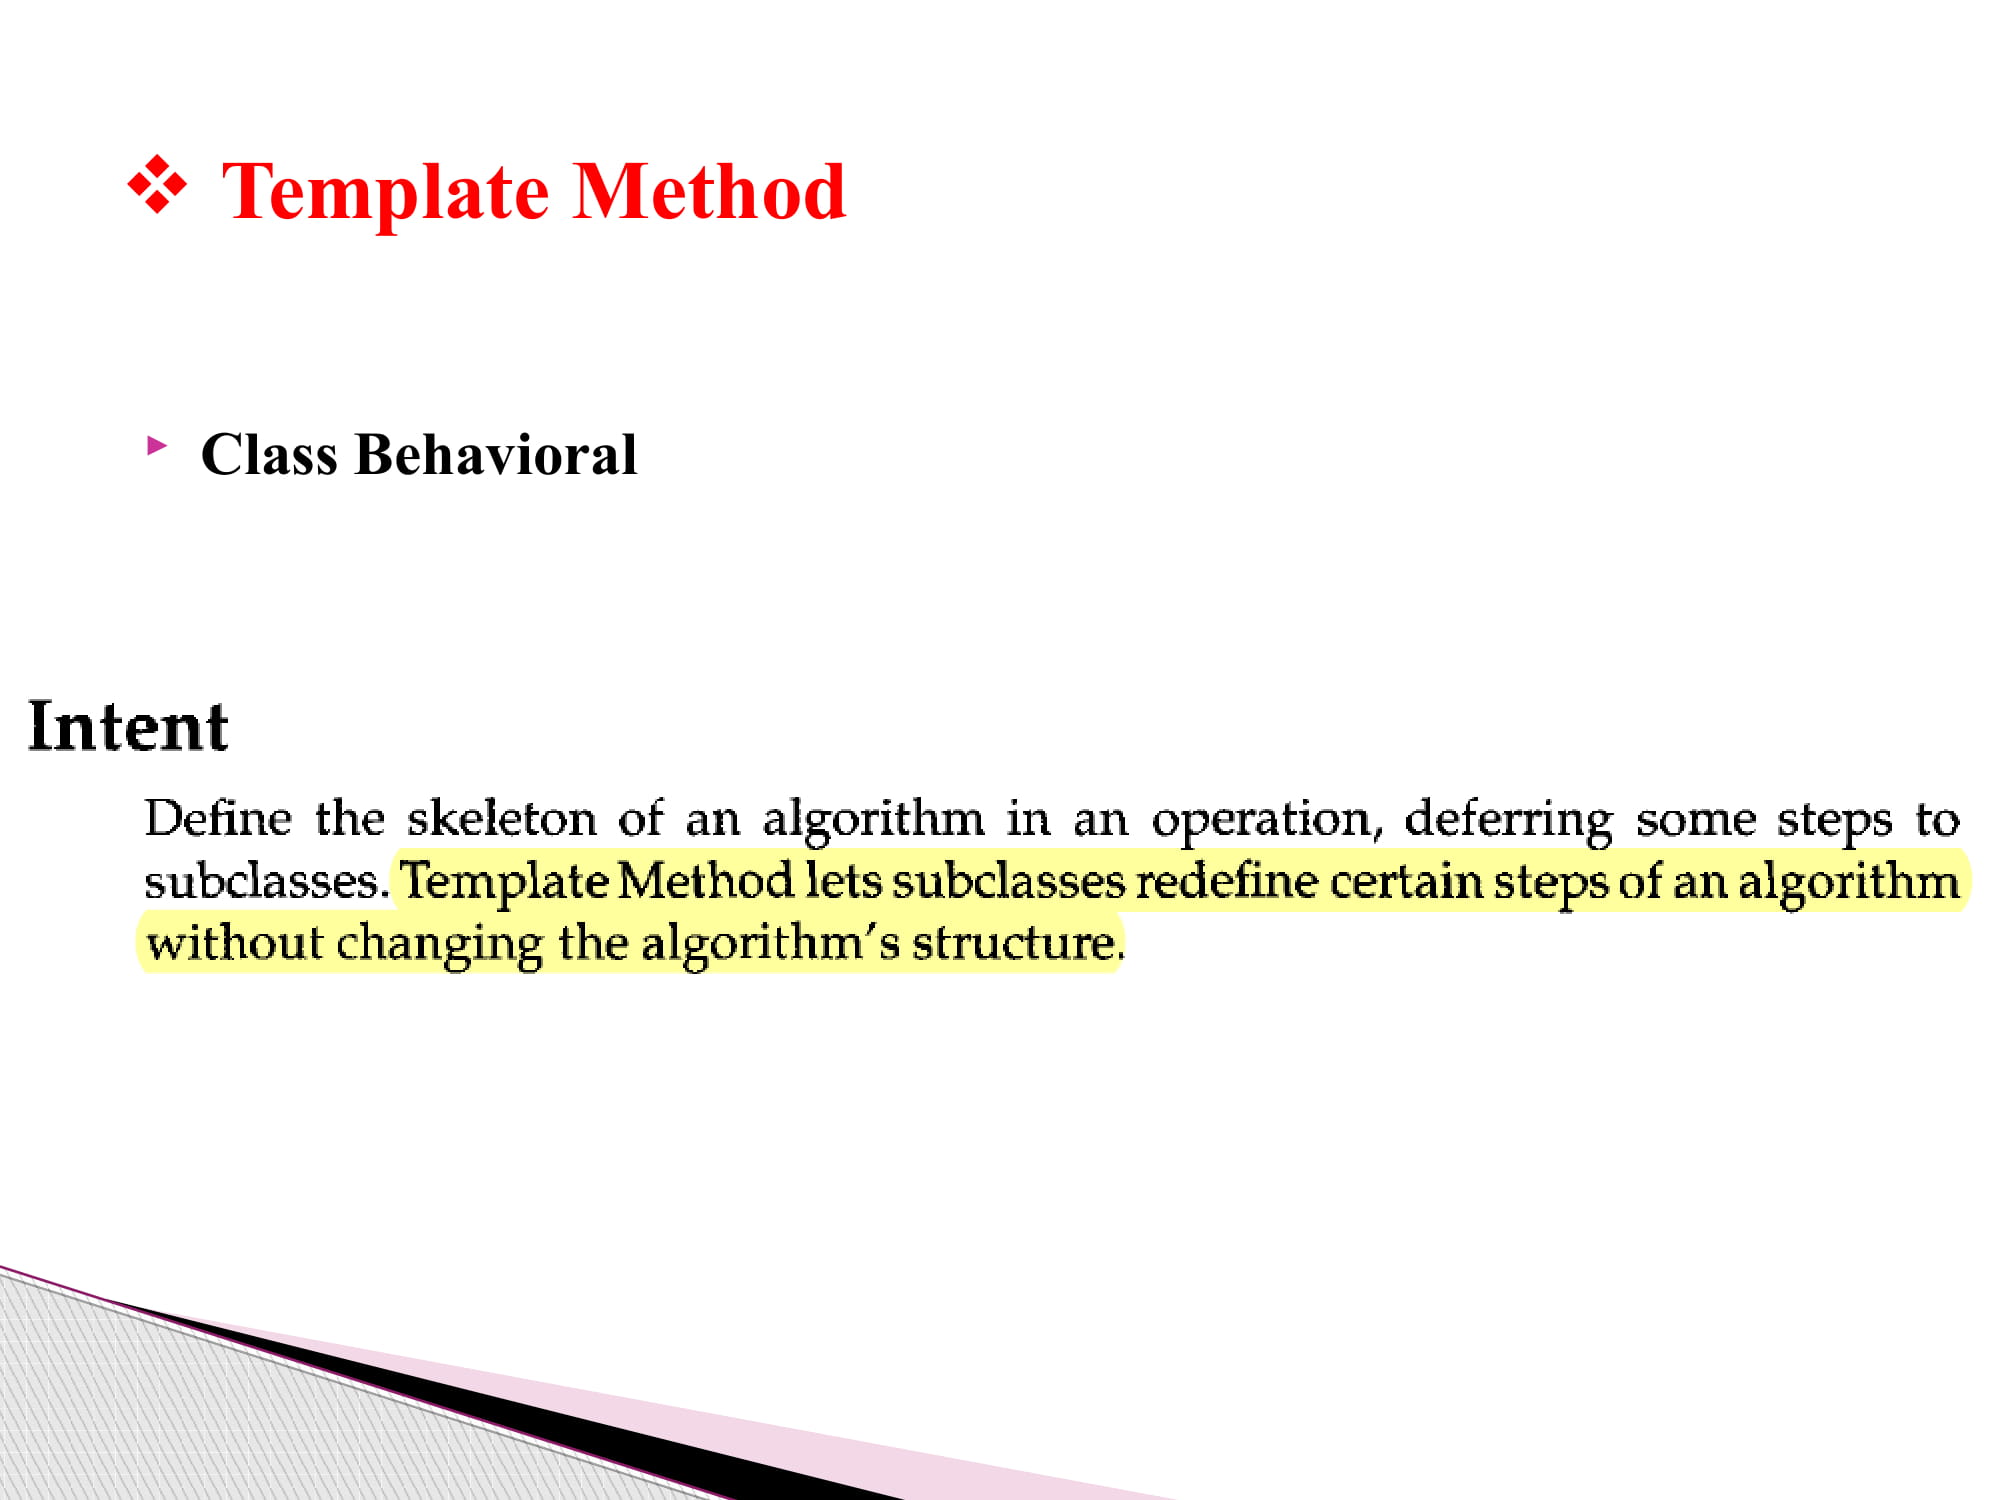 Template Method
Class Behavioral
Intent
Define the skeleton of an algorithm in an operation, deferring some steps to
subclasses. Template Method lets subclasses redefine certain steps of an algorithm
without changing the algorithm's structure.